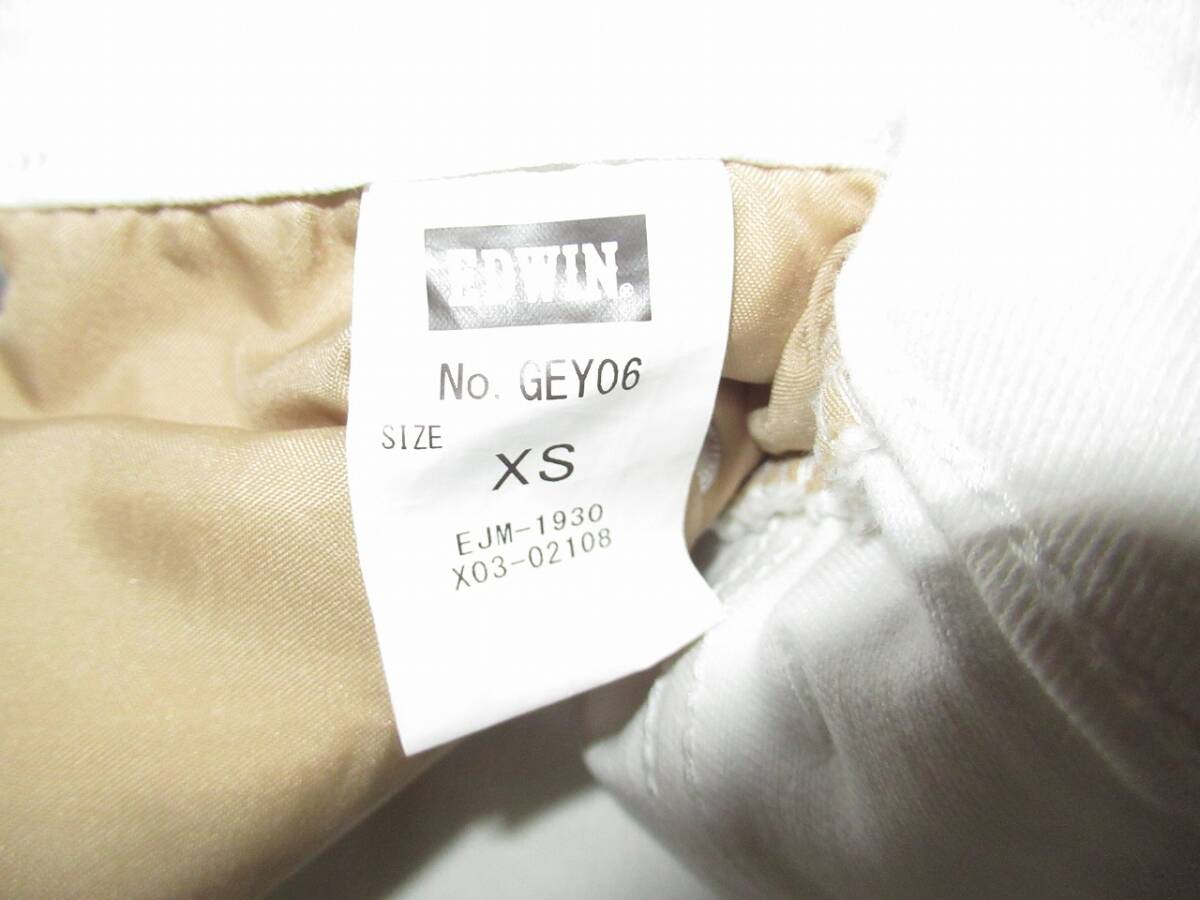 EDWIN®
No. GEY06
SIZE
XS
EJM-1930
X03-02108